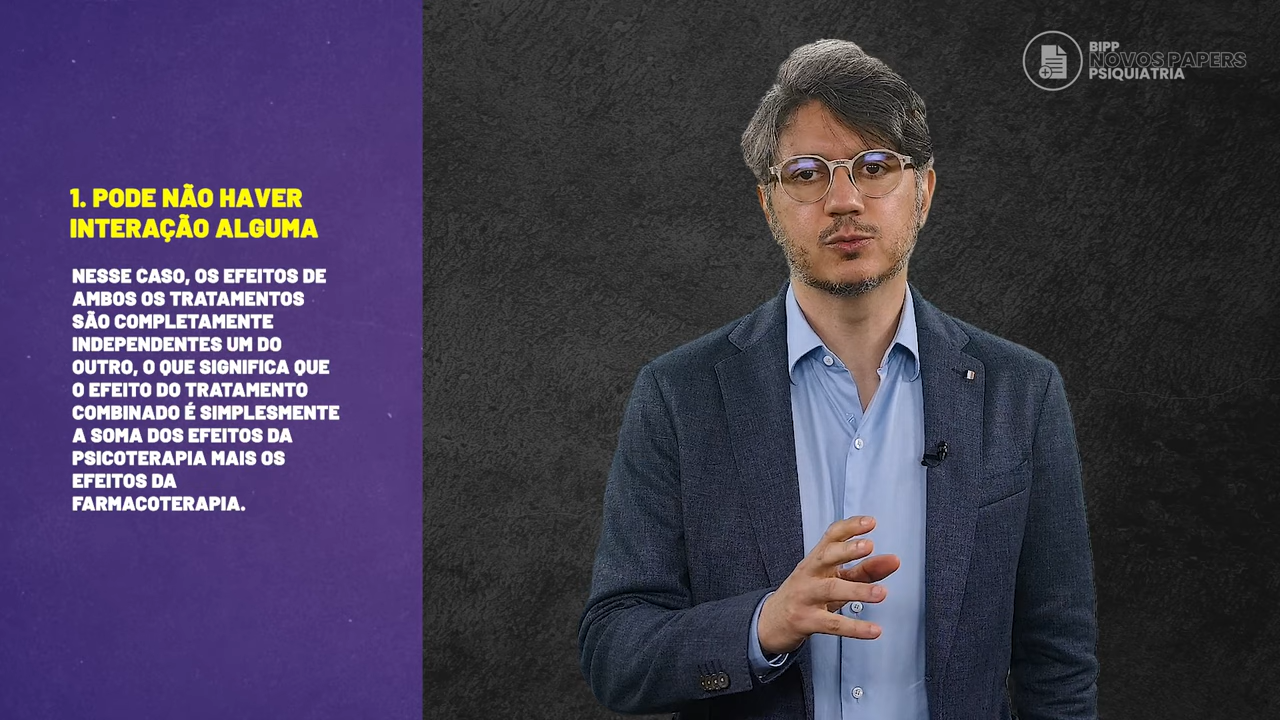 1. PODE NÃO HAVER
INTERAÇÃO ALGUMA
NESSE CASO, OS EFEITOS DE
AMBOS OS TRATAMENTOS
SÃO COMPLETAMENTE
INDEPENDENTES UM DO
OUTRO, O QUE SIGNIFICA QUE
O EFEITO DO TRATAMENTO
COMBINADO É SIMPLESMENTE
A SOMA DOS EFEITOS DA
PSICOTERAPIA MAIS OS
EFEITOS DA
FARMACOTERAPIA.
BIPP
NOVOS PAPERS
PSIQUIATRIA